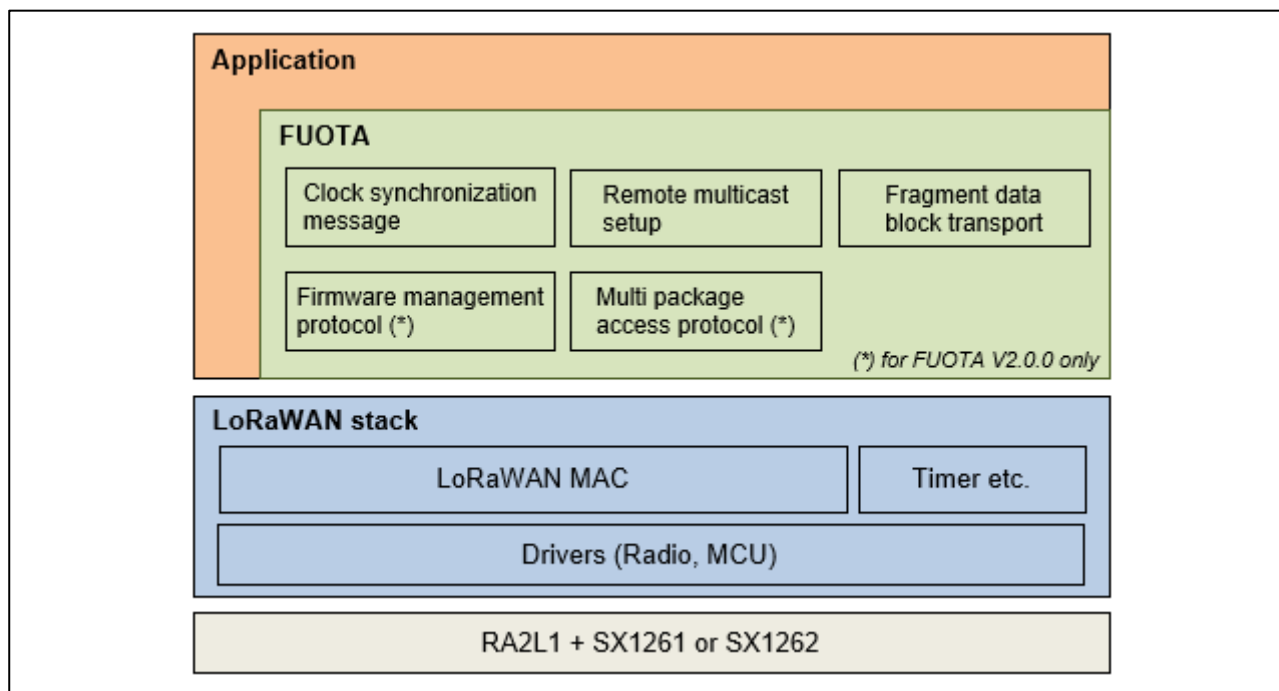 Application
FUOTA
Clock synchronization
message
Remote multicast
setup
Fragment data
block transport
Firmware management
protocol (*)
Multi package
access protocol (*)
(*) for FUOTA V2.0.0 only
LoRaWAN stack
LoRaWAN MAC
Timer etc.
Drivers (Radio, MCU)
RA2L1 + SX1261 or SX1262